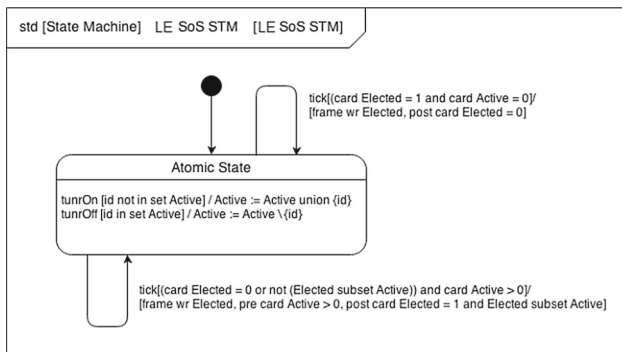 std [State Machine] LE SoS STM [LE SoS STM]
tick[(card Elected = 1 and card Active = 0]/
[frame wr Elected, post card Elected = 0]
Atomic State
tunrOn [id not in set Active] / Active := Active union {id}
tunrOff [id in set Active] / Active := Active \ {id}
tick[(card Elected = 0 or not (Elected subset Active)) and card Active > 0]/
[frame wr Elected, pre card Active > 0, post card Elected = 1 and Elected subset Active]